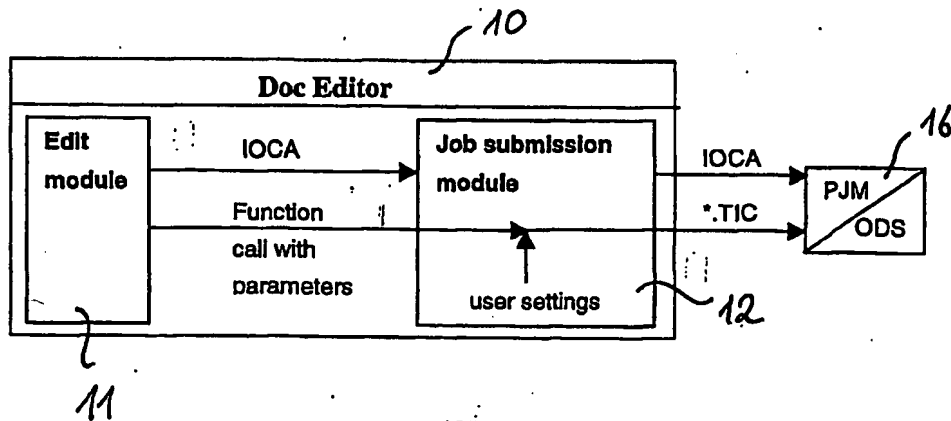 10
Doc Editor
Edit
module
IOCA
Function
call with
parameters
Job submission
module
user settings
IOCA
*.TIC
PJM
ODS
16
12
11